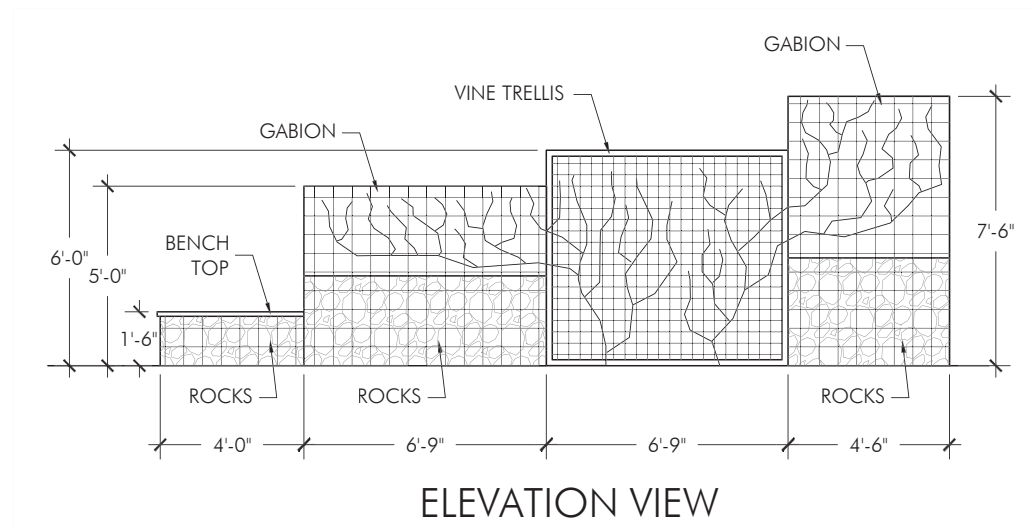 GABION
VINE TRELLIS
GABION
BENCH
TOP
6'-0"
5'-0"
1'-6"
7'-6"
ROCKS
ROCKS
ROCKS
4'-0"
6'-9"
6'-9"
4'-6"
ELEVATION VIEW